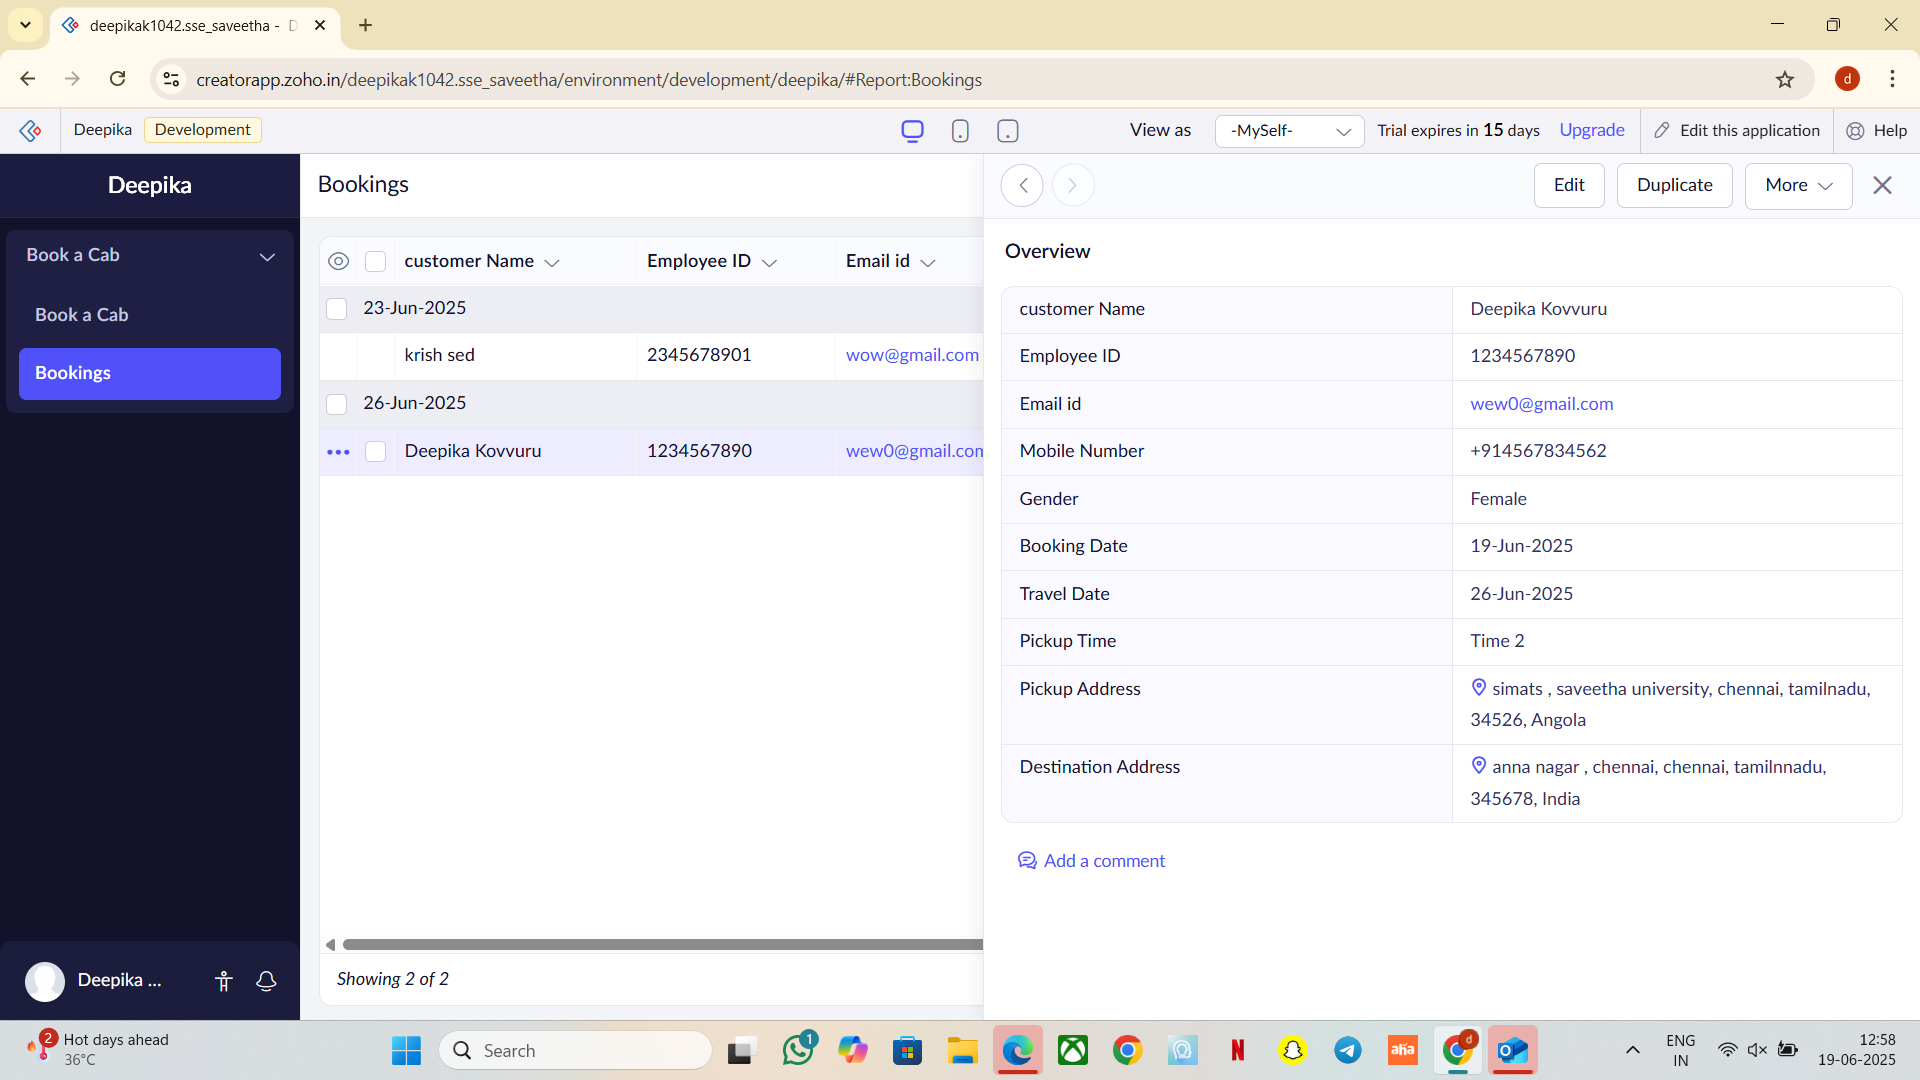 deepikak1042.sse_saveetha - D
creatorapp.zoho.in/deepikak1042.sse_saveetha/environment/development/deepika/#Report:Bookings
d
Deepika
Development
View as
-MySelf-
Trial expires in 15 days
Upgrade
Edit this application
Help
Deepika
Book a Cab
Book a Cab
Bookings
Deepika ...
Bookings
customer Name
Employee ID
Email id
23-Jun-2025
krish sed
2345678901
wow@gmail.com
26-Jun-2025
Deepika Kovvuru
1234567890
wew0@gmail.com
Showing 2 of 2
Edit
Duplicate
More
Overview
customer Name
Deepika Kovvuru
Employee ID
1234567890
Email id
wew0@gmail.com
Mobile Number
+914567834562
Gender
Female
Booking Date
19-Jun-2025
Travel Date
26-Jun-2025
Pickup Time
Time 2
Pickup Address
simats , saveetha university, chennai, tamilnadu,
34526, Angola
Destination Address
anna nagar , chennai, chennai, tamilnnadu,
345678, India
Add a comment
2
Hot days ahead
36°C
Search
1
N
aha
d
ENG
IN
12:58
19-06-2025